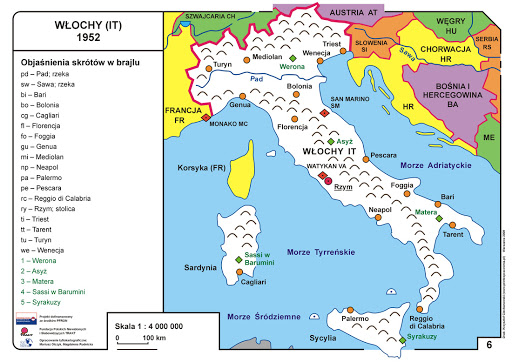 WŁOCHY (IT)
1952
Objaśnienia skrótów w brajlu
pd – Pad; rzeka
sw – Sawa; rzeka
bi – Bari
bo – Bolonia
cg – Cagliari
fl – Florencja
fo – Foggia
gu – Genua
mi – Mediolan
np – Neapol
pa – Palermo
pe – Pescara
rc – Reggio di Calabria
ry – Rzym; stolica
ti – Triest
tt – Tarent
tu – Turyn
we – Wenecja
1 – Werona
2 – Asyż
3 – Matera
4 – Sassi w Barumini
5 – Syrakuzy
Skala 1 : 4 000 000
0 100 km
SZWAJCARIA CH
AUSTRIA AT
WĘGRY
HU
SŁOWENIA
SI
CHORWACJA
HR
SERBIA
RS
Sawa
BOŚNIA I
HERCEGOWINA
BA
HR
ME
FRANCJA
FR
MONAKO MC
Turyn
Mediolan
Werona
Wenecja
Triest
Pad
Genua
Bolonia
SAN MARINO
SM
Florencja
Asyż
WŁOCHY IT
WATYKAN VA
Rzym
Pescara
Morze Adriatyckie
Korsyka (FR)
Foggia
Bari
Neapol
Matera
Tarent
Sassi w
Barumini
Sardynia
Cagliari
Morze Tyrreńskie
Morze Śródziemne
Palermo
Reggio
di Calabria
Sycylia
Syrakuzy
6